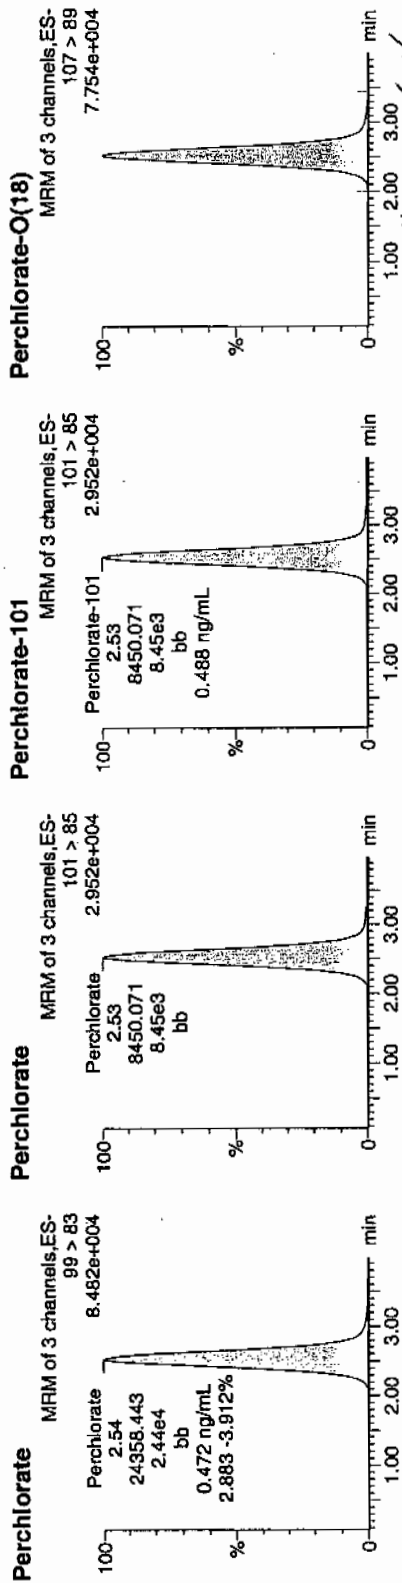 Perchlorate
MRM of 3 channels,ES-
99 > 83
8.482e+004
100
Perchlorate
2.54
24358.443
2.44e4
bb
0.472 ng/mL
2.883 -3.912%
%
0
1.00 2.00 3.00 min
Perchlorate
MRM of 3 channels,ES-
101 > 85
2.952e+004
100
Perchlorate
2.53
8450.071
8.45e3
bb
%
0
1.00 2.00 3.00 min
Perchlorate-101
MRM of 3 channels,ES-
101 > 85
2.952e+004
100
Perchlorate-101
2.53
8450.071
8.45e3
bb
0.488 ng/mL
%
0
1.00 2.00 3.00 min
Perchlorate-O(18)
MRM of 3 channels,ES-
107 > 89
7.754e+004
100
%
0
1.00 2.00 3.00 min